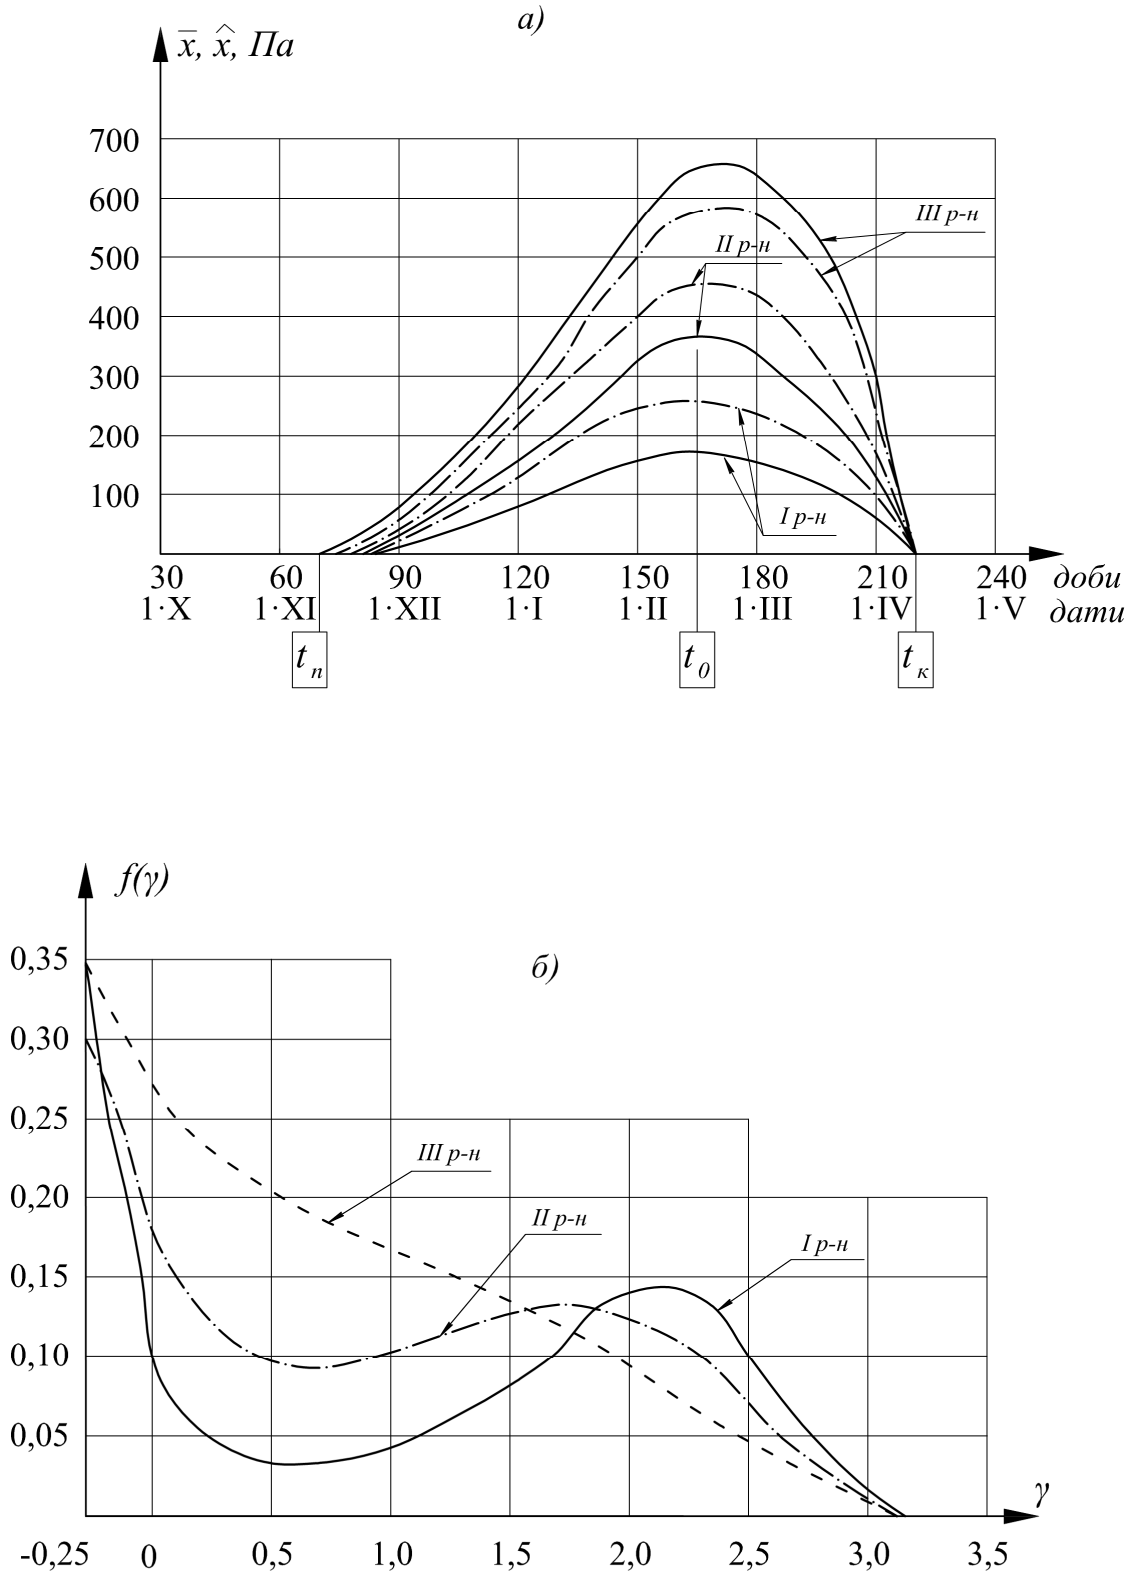 а)
x̄, x̂, Па
700
600
500
400
300
200
100
III р-н
II р-н
I р-н
30 60 90 120 150 180 210 240 доби
1·X 1·XI 1·XII 1·I 1·II 1·III 1·IV 1·V дати
tп t0 tк
f(γ)
б)
0,35
0,30
0,25
0,20
0,15
0,10
0,05
III р-н
II р-н
I р-н
γ
-0,25 0 0,5 1,0 1,5 2,0 2,5 3,0 3,5